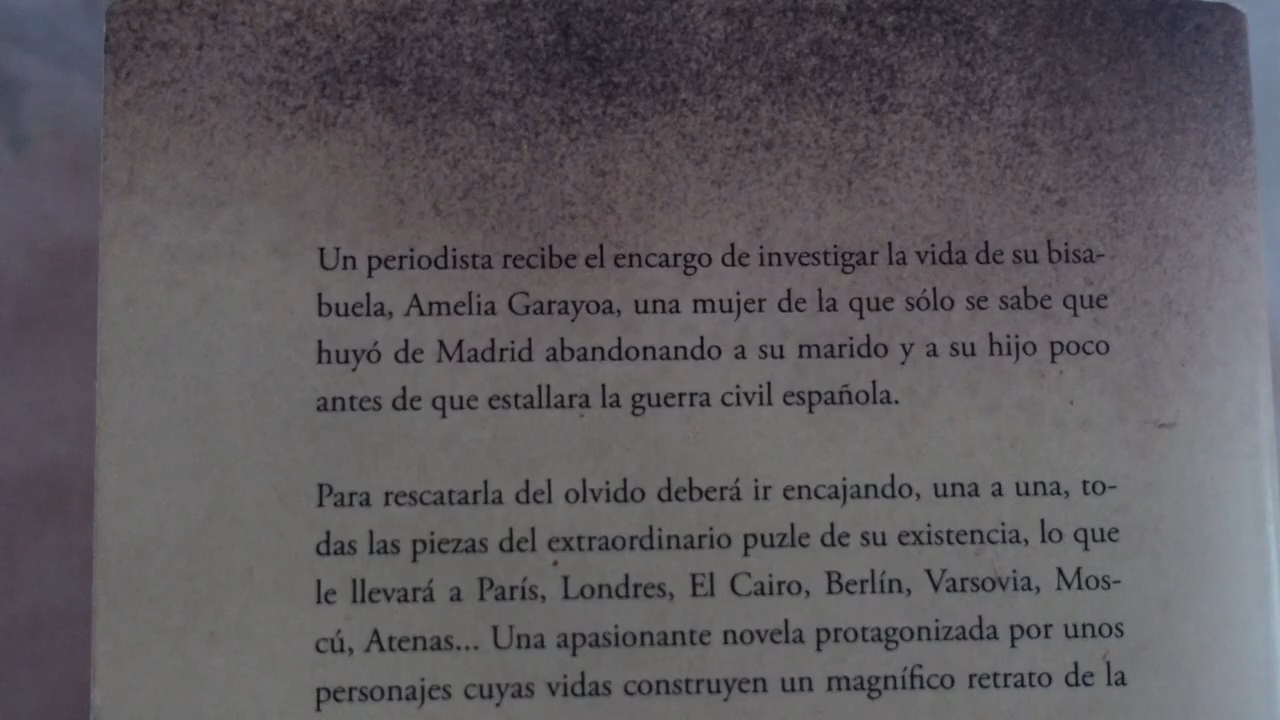 Un periodista recibe el encargo de investigar la vida de su bisa-
buela, Amelia Garayoa, una mujer de la que sólo se sabe que
huyó de Madrid abandonando a su marido y a su hijo poco
antes de que estallara la guerra civil española.
Para rescatarla del olvido deberá ir encajando, una a una, to-
das las piezas del extraordinario puzle de su existencia, lo que
le llevará a París, Londres, El Cairo, Berlín, Varsovia, Mos-
cú, Atenas... Una apasionante novela protagonizada por unos
personajes cuyas vidas construyen un magnífico retrato de la